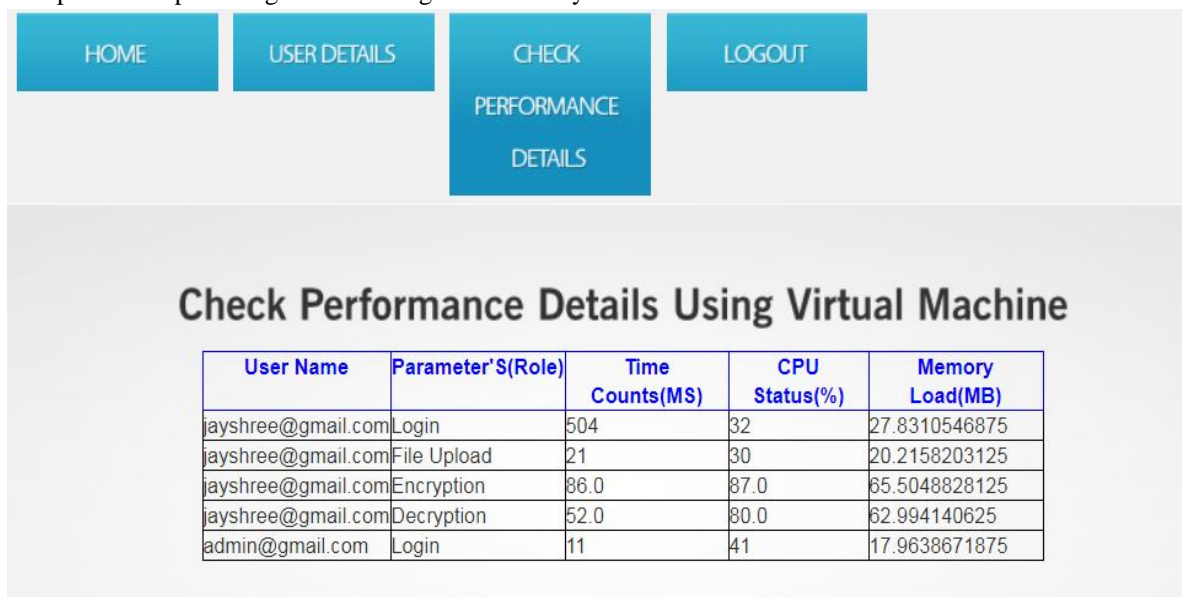 HOME USER DETAILS CHECK PERFORMANCE DETAILS LOGOUT
Check Performance Details Using Virtual Machine
User Name Parameter'S(Role) Time Counts(MS) CPU Status(%) Memory Load(MB)
jayshree@gmail.com Login 504 32 27.8310546875
jayshree@gmail.com File Upload 21 30 20.2158203125
jayshree@gmail.com Encryption 86.0 87.0 65.5048828125
jayshree@gmail.com Decryption 52.0 80.0 62.994140625
admin@gmail.com Login 11 41 17.9638671875